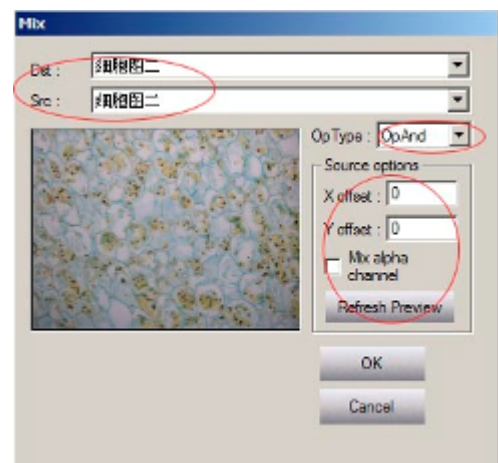 Mix
Dst : 细胞图二
Src : 细胞图二
OpType : OpAnd
Source options
X offset : 0
Y offset : 0
Mix alpha
channel
Refresh Preview
OK
Cancel